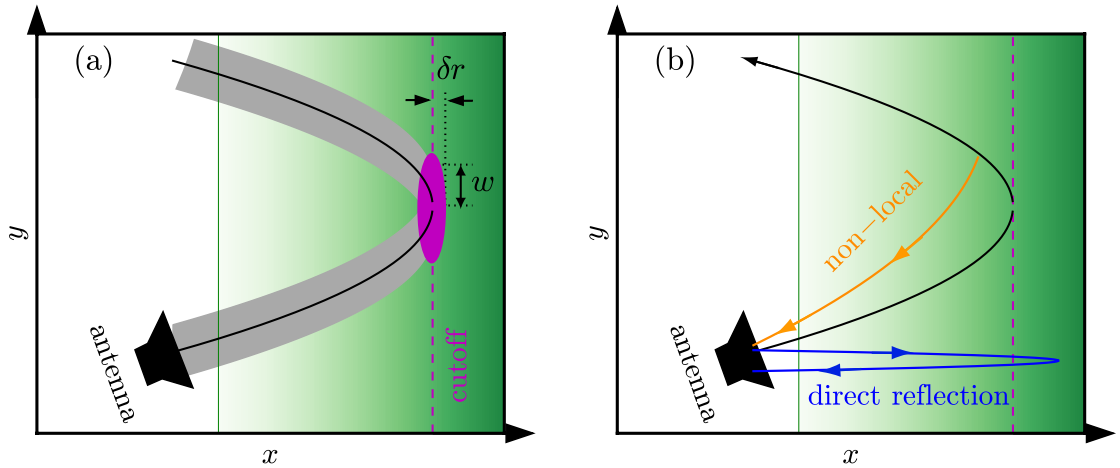 (a)
δr
w
y
antenna
cutoff
x
(b)
non−local
y
antenna
direct reflection
x